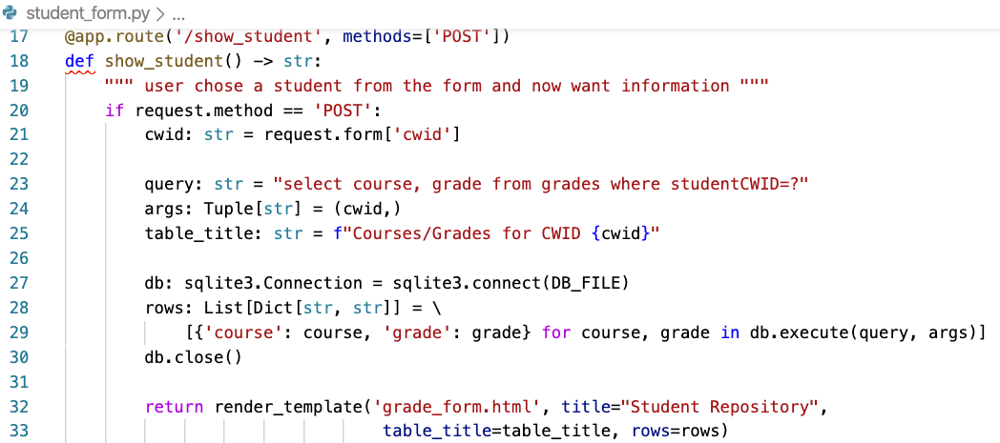 student_form.py > ...
17 @app.route('/show_student', methods=['POST'])
18 def show_student() -> str:
19     """ user chose a student from the form and now want information """
20     if request.method == 'POST':
21         cwid: str = request.form['cwid']
22
23         query: str = "select course, grade from grades where studentCWID=?"
24         args: Tuple[str] = (cwid,)
25         table_title: str = f"Courses/Grades for CWID {cwid}"
26
27         db: sqlite3.Connection = sqlite3.connect(DB_FILE)
28         rows: List[Dict[str, str]] = \
29             [{'course': course, 'grade': grade} for course, grade in db.execute(query, args)]
30         db.close()
31
32         return render_template('grade_form.html', title="Student Repository",
33                                 table_title=table_title, rows=rows)